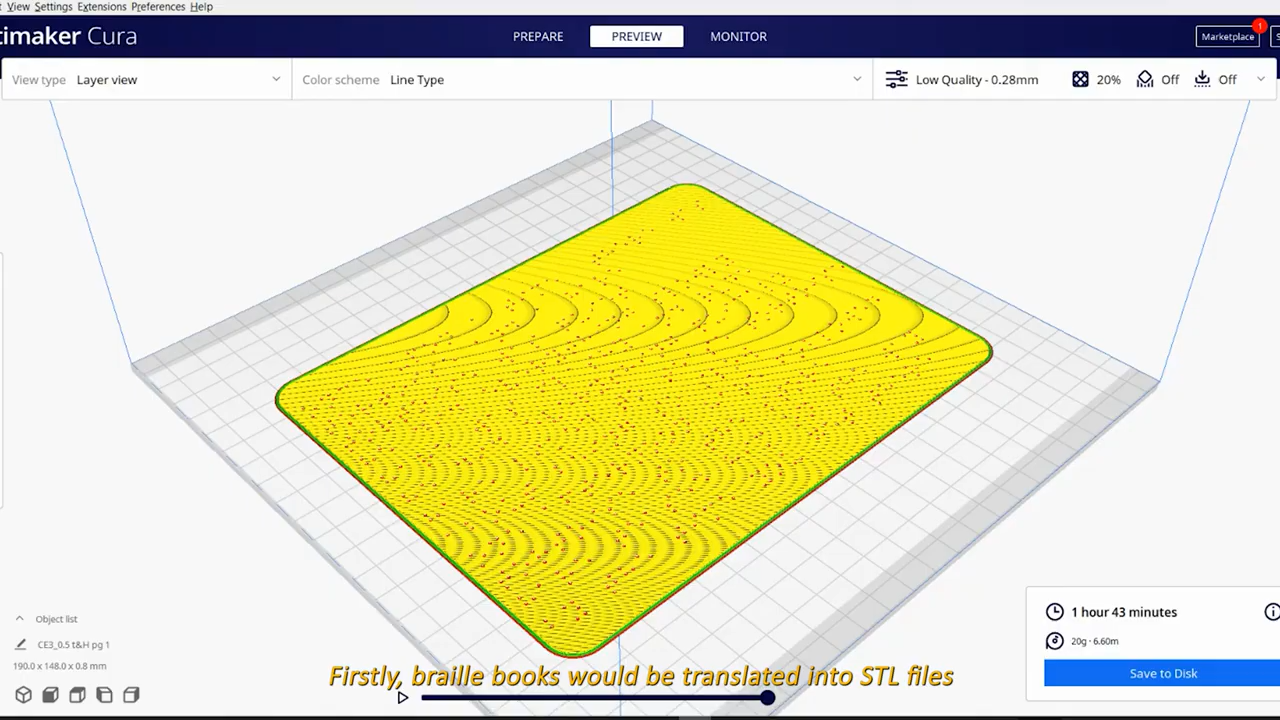 View Settings Extensions Preferences Help
timaker Cura
PREPARE PREVIEW MONITOR
Marketplace 1 S
View type Layer view
Color scheme Line Type
Low Quality - 0.28mm 20% Off Off
Object list
CE3_0.5 t&H pg 1
190.0 x 148.0 x 0.8 mm
1 hour 43 minutes
20g · 6.60m
Save to Disk
Firstly, braille books would be translated into STL files